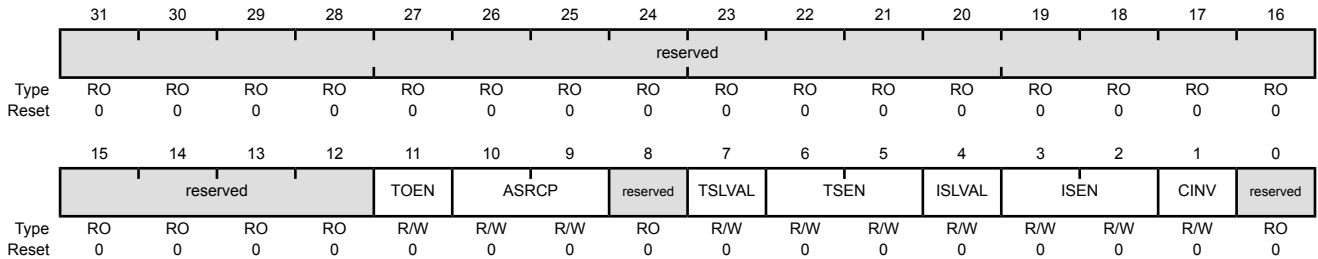 31 30 29 28 27 26 25 24 23 22 21 20 19 18 17 16
reserved
Type RO RO RO RO RO RO RO RO RO RO RO RO RO RO RO RO
Reset 0 0 0 0 0 0 0 0 0 0 0 0 0 0 0 0
15 14 13 12 11 10 9 8 7 6 5 4 3 2 1 0
reserved TOEN ASRCP reserved TSLVAL TSEN ISLVAL ISEN CINV reserved
Type RO RO RO RO R/W R/W R/W RO R/W R/W R/W R/W R/W R/W R/W RO
Reset 0 0 0 0 0 0 0 0 0 0 0 0 0 0 0 0